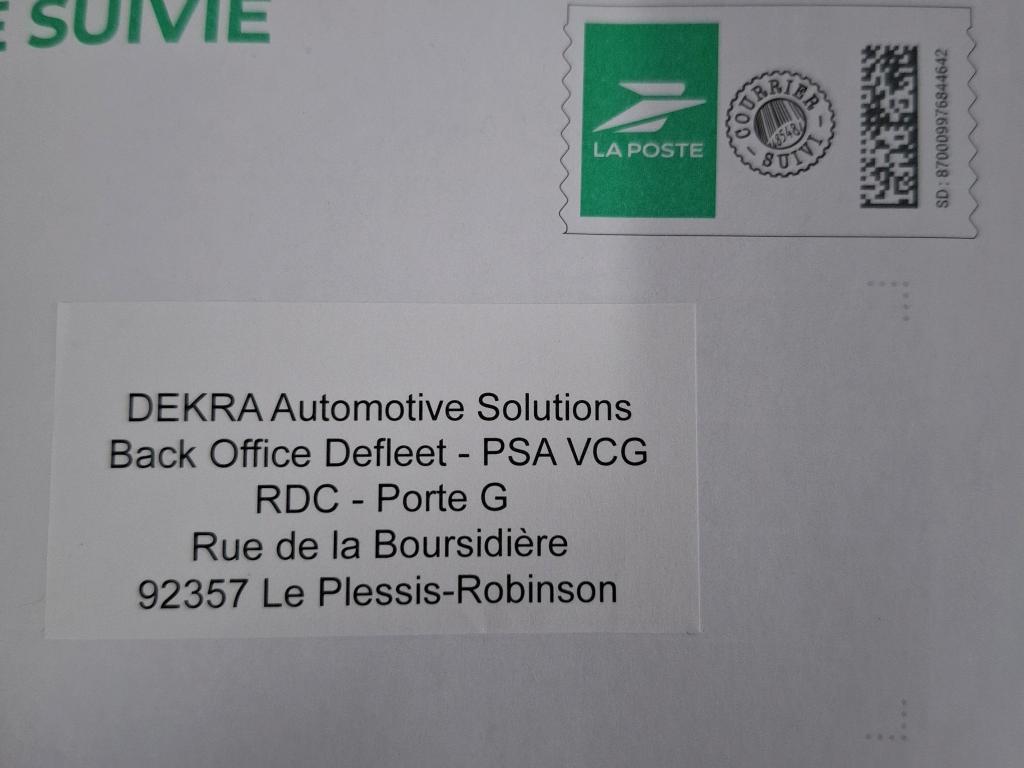 E SUIVIE
LA POSTE
COURRIER
SUIVI
SD : 870009976844642
DEKRA Automotive Solutions
Back Office Defleet - PSA VCG
RDC - Porte G
Rue de la Boursidière
92357 Le Plessis-Robinson